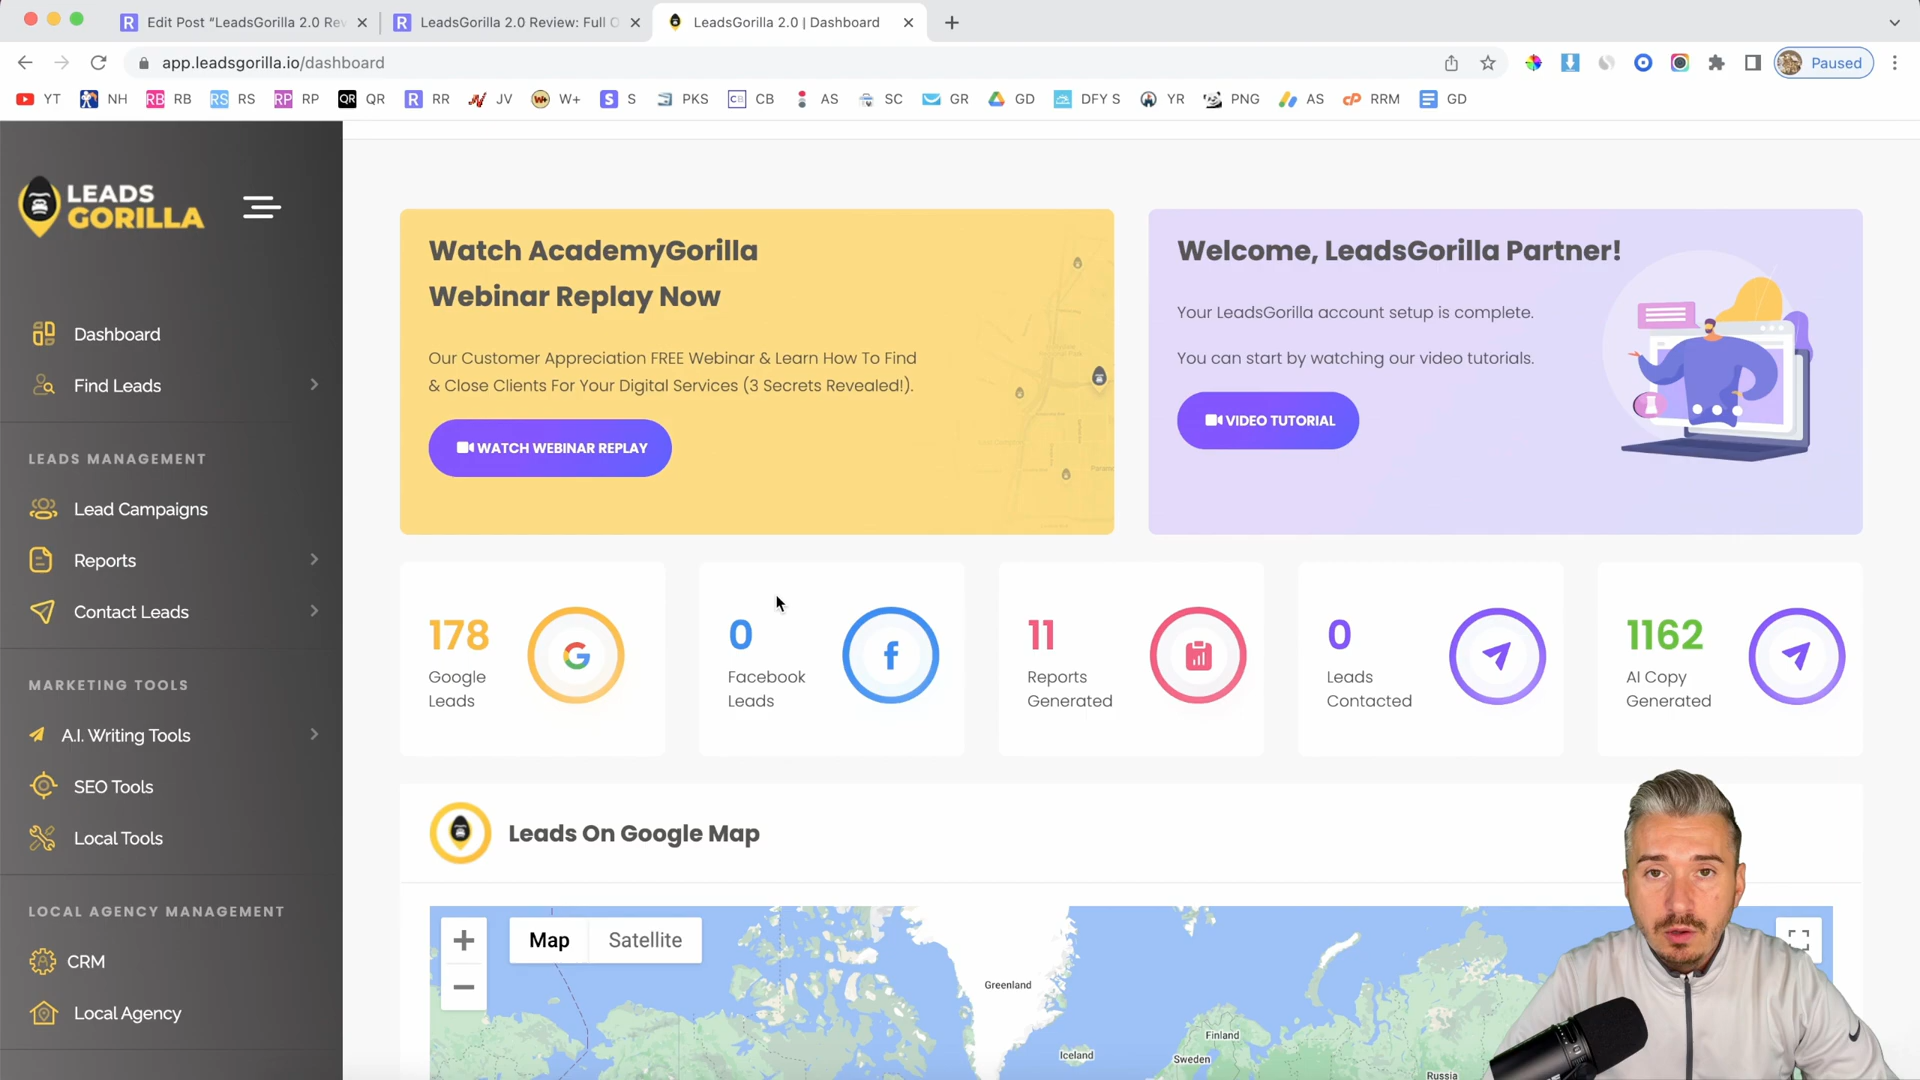 Edit Post “LeadsGorilla 2.0 Rev
LeadsGorilla 2.0 Review: Full O
LeadsGorilla 2.0 | Dashboard
app.leadsgorilla.io/dashboard
Paused
YT NH RB RS RP QR RR JV W+ S PKS CB AS SC GR GD DFY S YR PNG AS RRM GD
LEADS
GORILLA
Dashboard
Find Leads
LEADS MANAGEMENT
Lead Campaigns
Reports
Contact Leads
MARKETING TOOLS
A.I. Writing Tools
SEO Tools
Local Tools
LOCAL AGENCY MANAGEMENT
CRM
Local Agency
Watch AcademyGorilla
Webinar Replay Now
Our Customer Appreciation FREE Webinar & Learn How To Find
& Close Clients For Your Digital Services (3 Secrets Revealed!).
WATCH WEBINAR REPLAY
Welcome, LeadsGorilla Partner!
Your LeadsGorilla account setup is complete.
You can start by watching our video tutorials.
VIDEO TUTORIAL
178
Google
Leads
0
Facebook
Leads
11
Reports
Generated
0
Leads
Contacted
1162
AI Copy
Generated
Leads On Google Map
Map
Satellite
Greenland
Iceland
Finland
Sweden
Russia